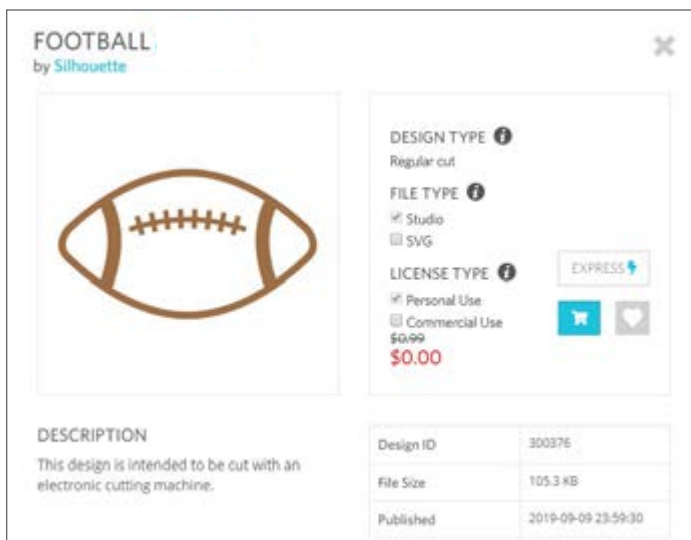 FOOTBALL
by Silhouette
DESIGN TYPE
Regular cut
FILE TYPE
Studio
SVG
LICENSE TYPE
Personal Use
Commercial Use
$0.99
$0.00
EXPRESS
DESCRIPTION
This design is intended to be cut with an
electronic cutting machine.
Design ID 300376
File Size 105.3 KB
Published 2019-09-09 23:59:30